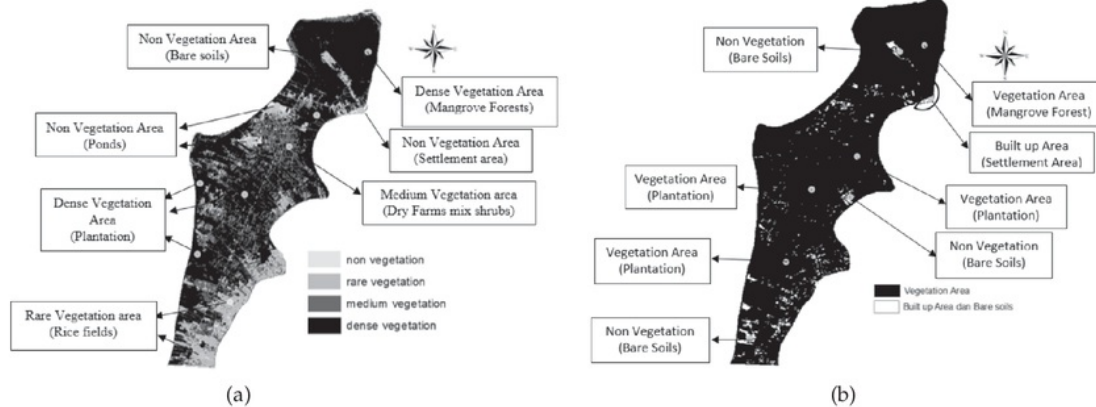 Non Vegetation Area
(Bare soils)
Dense Vegetation Area
(Mangrove Forests)
Non Vegetation Area
(Ponds)
Non Vegetation Area
(Settlement area)
Dense Vegetation
Area
(Plantation)
Medium Vegetation area
(Dry Farms mix shrubs)
non vegetation
rare vegetation
medium vegetation
dense vegetation
Rare Vegetation area
(Rice fields)
(a)
Non Vegetation
(Bare Soils)
Vegetation Area
(Mangrove Forest)
Built up Area
(Settlement Area)
Vegetation Area
(Plantation)
Vegetation Area
(Plantation)
Vegetation Area
(Plantation)
Non Vegetation
(Bare Soils)
Vegetation Area
Built up Area dan Bare soils
Non Vegetation
(Bare Soils)
(b)